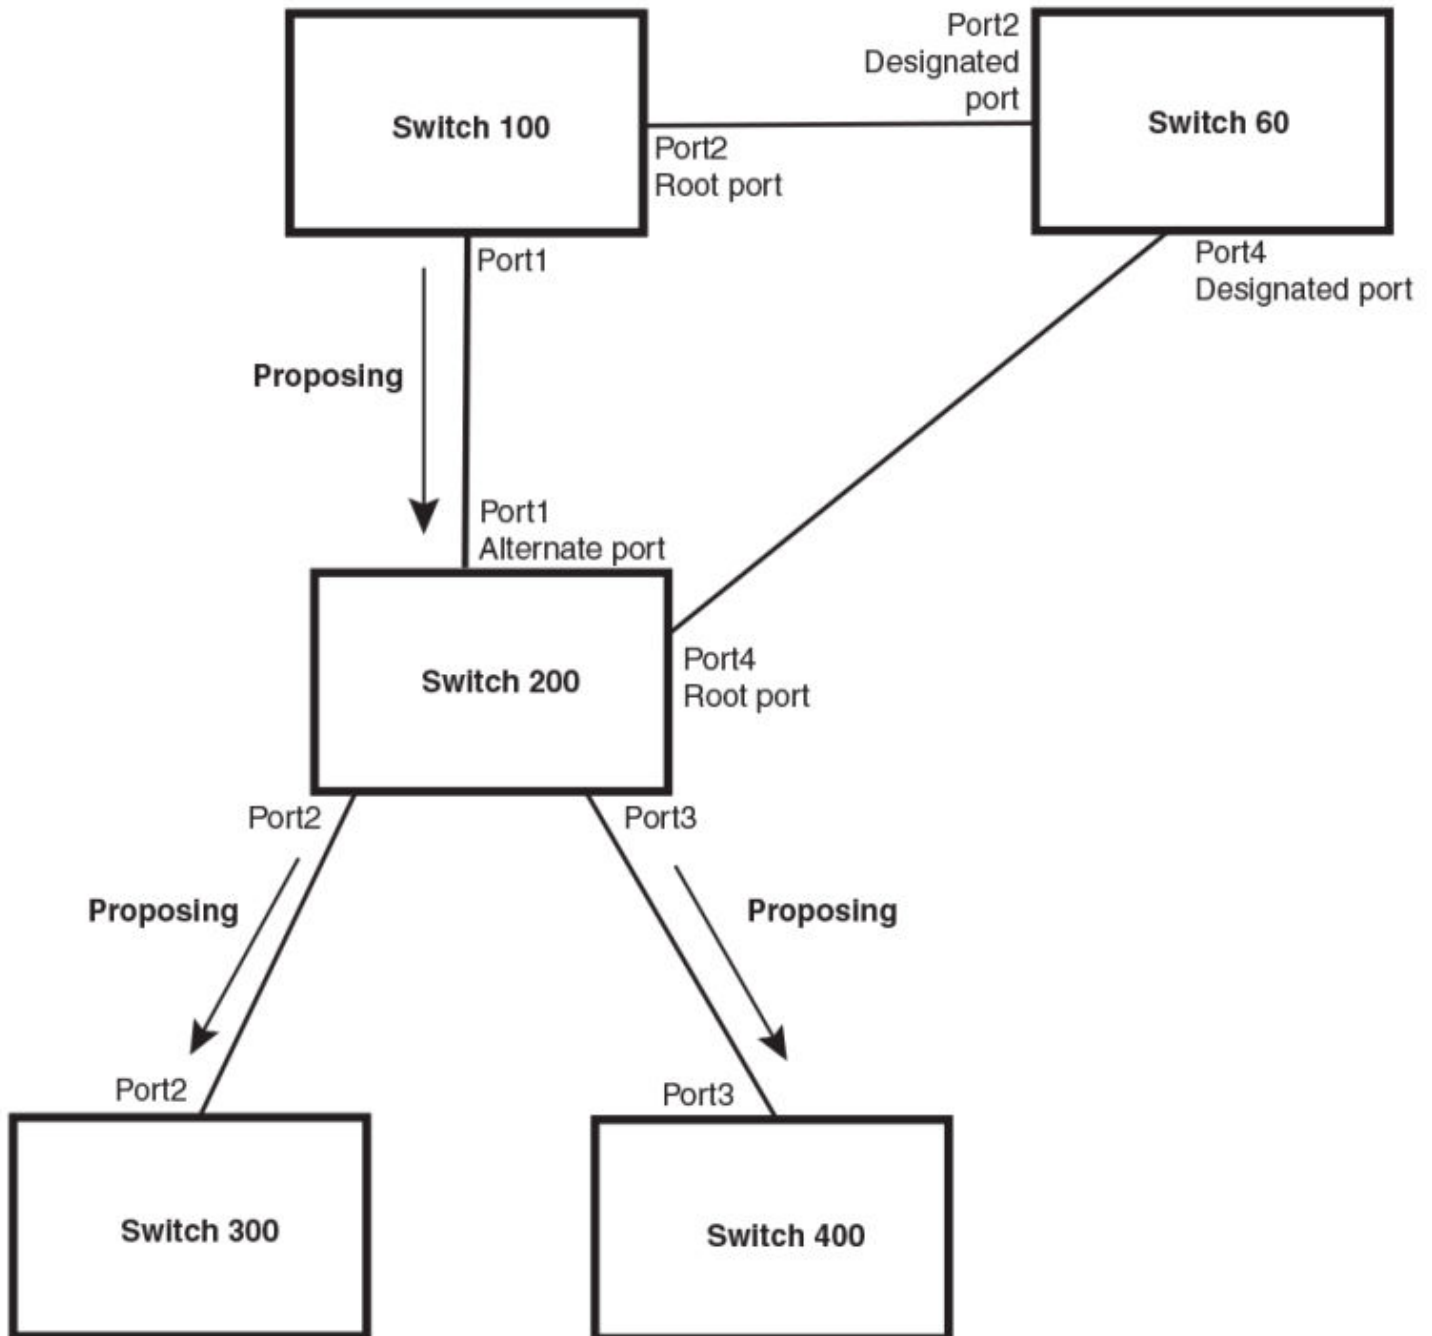 Port2
Designated
port
Switch 100
Switch 60
Port2
Root port
Port1
Port4
Designated port
Proposing
Port1
Alternate port
Switch 200
Port4
Root port
Port2
Port3
Proposing
Proposing
Port2
Port3
Switch 300
Switch 400